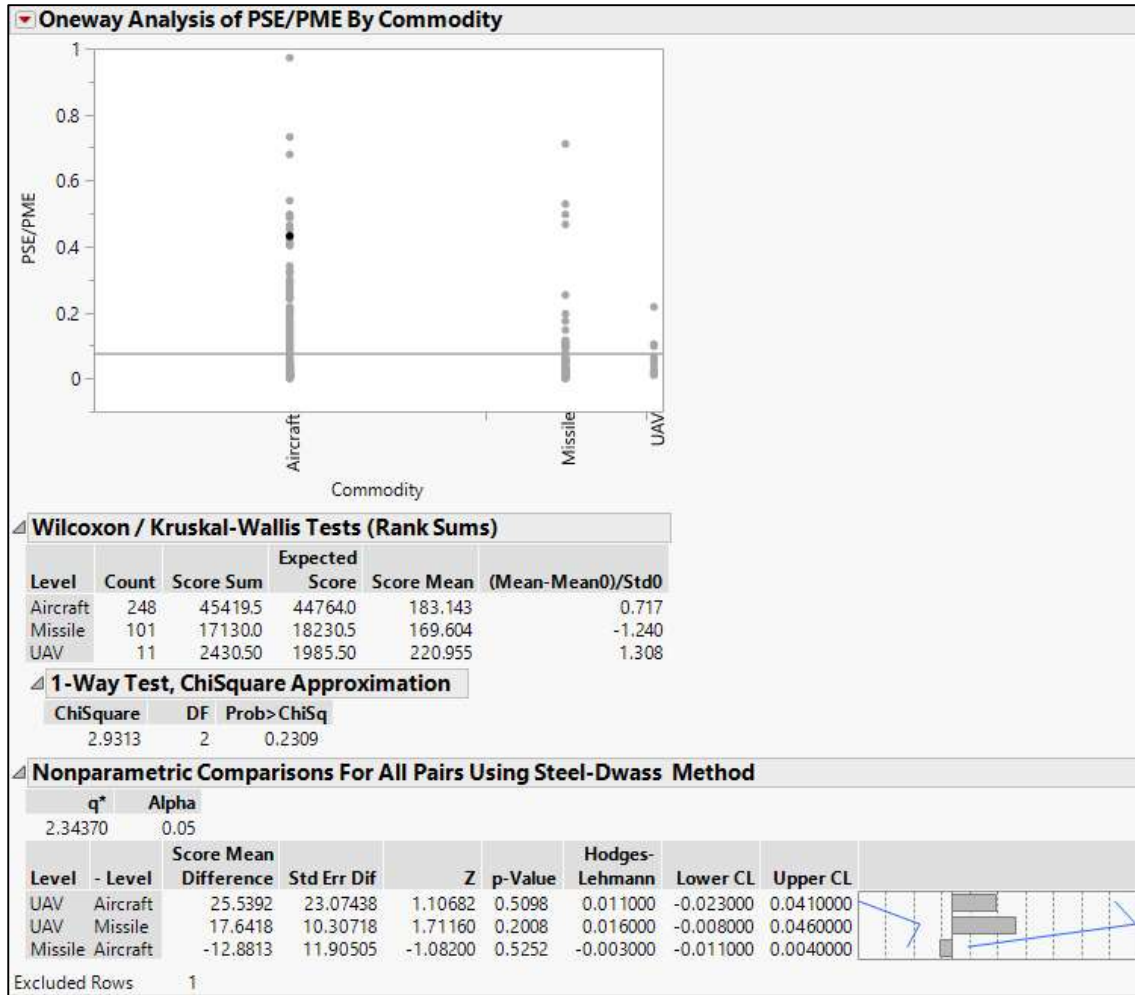 Oneway Analysis of PSE/PME By Commodity
1
0.8
0.6
0.4
0.2
0
PSE/PME
Aircraft
Missile
UAV
Commodity
Wilcoxon / Kruskal-Wallis Tests (Rank Sums)
Expected
Level Count Score Sum Score Score Mean (Mean-Mean0)/Std0
Aircraft 248 45419.5 44764.0 183.143 0.717
Missile 101 17130.0 18230.5 169.604 -1.240
UAV 11 2430.50 1985.50 220.955 1.308
1-Way Test, ChiSquare Approximation
ChiSquare DF Prob>ChiSq
2.9313 2 0.2309
Nonparametric Comparisons For All Pairs Using Steel-Dwass Method
q* Alpha
2.34370 0.05
Score Mean Hodges-
Level - Level Difference Std Err Dif Z p-Value Lehmann Lower CL Upper CL
UAV Aircraft 25.5392 23.07438 1.10682 0.5098 0.011000 -0.023000 0.0410000
UAV Missile 17.6418 10.30718 1.71160 0.2008 0.016000 -0.008000 0.0460000
Missile Aircraft -12.8813 11.90505 -1.08200 0.5252 -0.003000 -0.011000 0.0040000
Excluded Rows 1